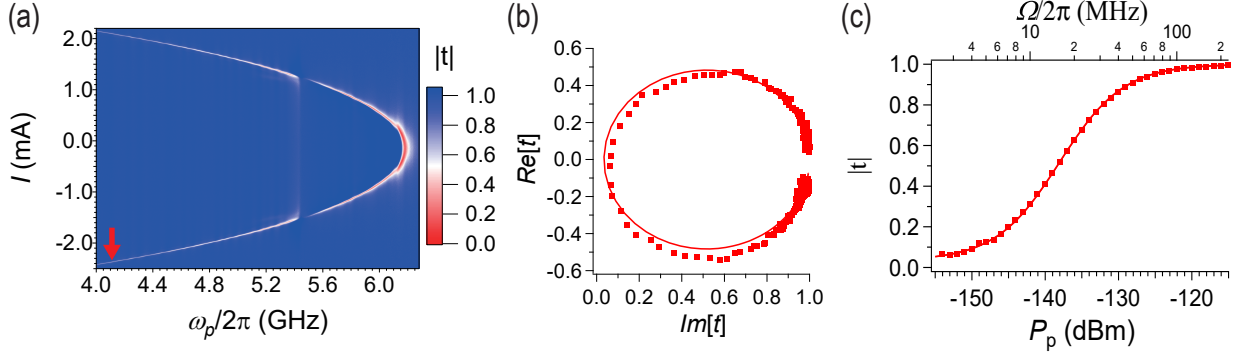 (a)
2.0
1.0
0.0
-1.0
-2.0
I (mA)
4.0 4.8 5.6 6.0
ω_p/2π (GHz)
|t|
1.0
0.8
0.6
0.4
0.2
0.0
(b)
0.6
0.4
0.2
0.0
-0.2
-0.4
-0.6
Re[t]
0.0 0.2 0.4 0.6 0.8 1.0
Im[t]
(c)
Ω/2π (MHz)
4 6 8 10 2 4 6 8 100 2
1.0
0.8
0.6
0.4
0.2
0.0
|t|
-150 -140 -130 -120
P_p (dBm)